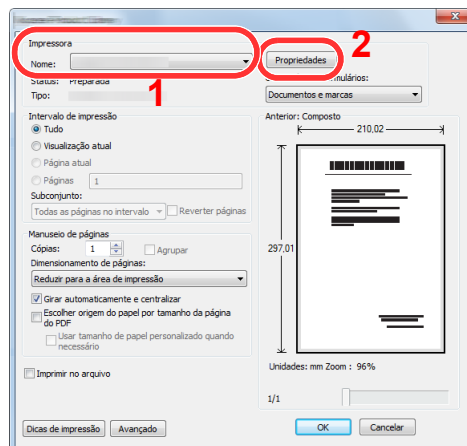 Impressora
Nome:
1
Propriedades
2
Status: Preparada
Tipo:
Documentos e marcas
Intervalo de impressão
Tudo
Visualização atual
Página atual
Páginas 1
Subconjunto:
Todas as páginas no intervalo
Reverter páginas
Manuseio de páginas
Cópias: 1
Agrupar
Dimensionamento de páginas:
Reduzir para a área de impressão
Girar automaticamente e centralizar
Escolher origem do papel por tamanho da página
do PDF
Usar tamanho de papel personalizado quando
necessário
Imprimir no arquivo
Anterior: Composto
210,02
297,01
Unidades: mm Zoom : 96%
1/1
Dicas de impressão
Avançado
OK
Cancelar